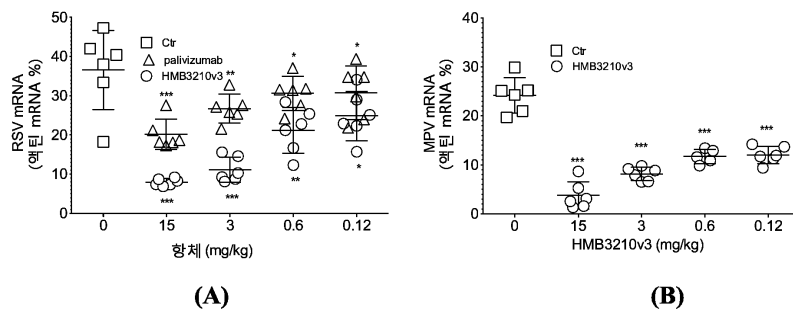 RSV mRNA
(액틴 mRNA %)
50
40
30
20
10
0
Ctr
palivizumab
HMB3210v3
***
***
**
***
*
**
*
*
0
15
3
0.6
0.12
항체 (mg/kg)
(A)
MPV mRNA
(액틴 mRNA %)
40
30
20
10
0
Ctr
HMB3210v3
***
***
***
***
0
15
3
0.6
0.12
HMB3210v3 (mg/kg)
(B)